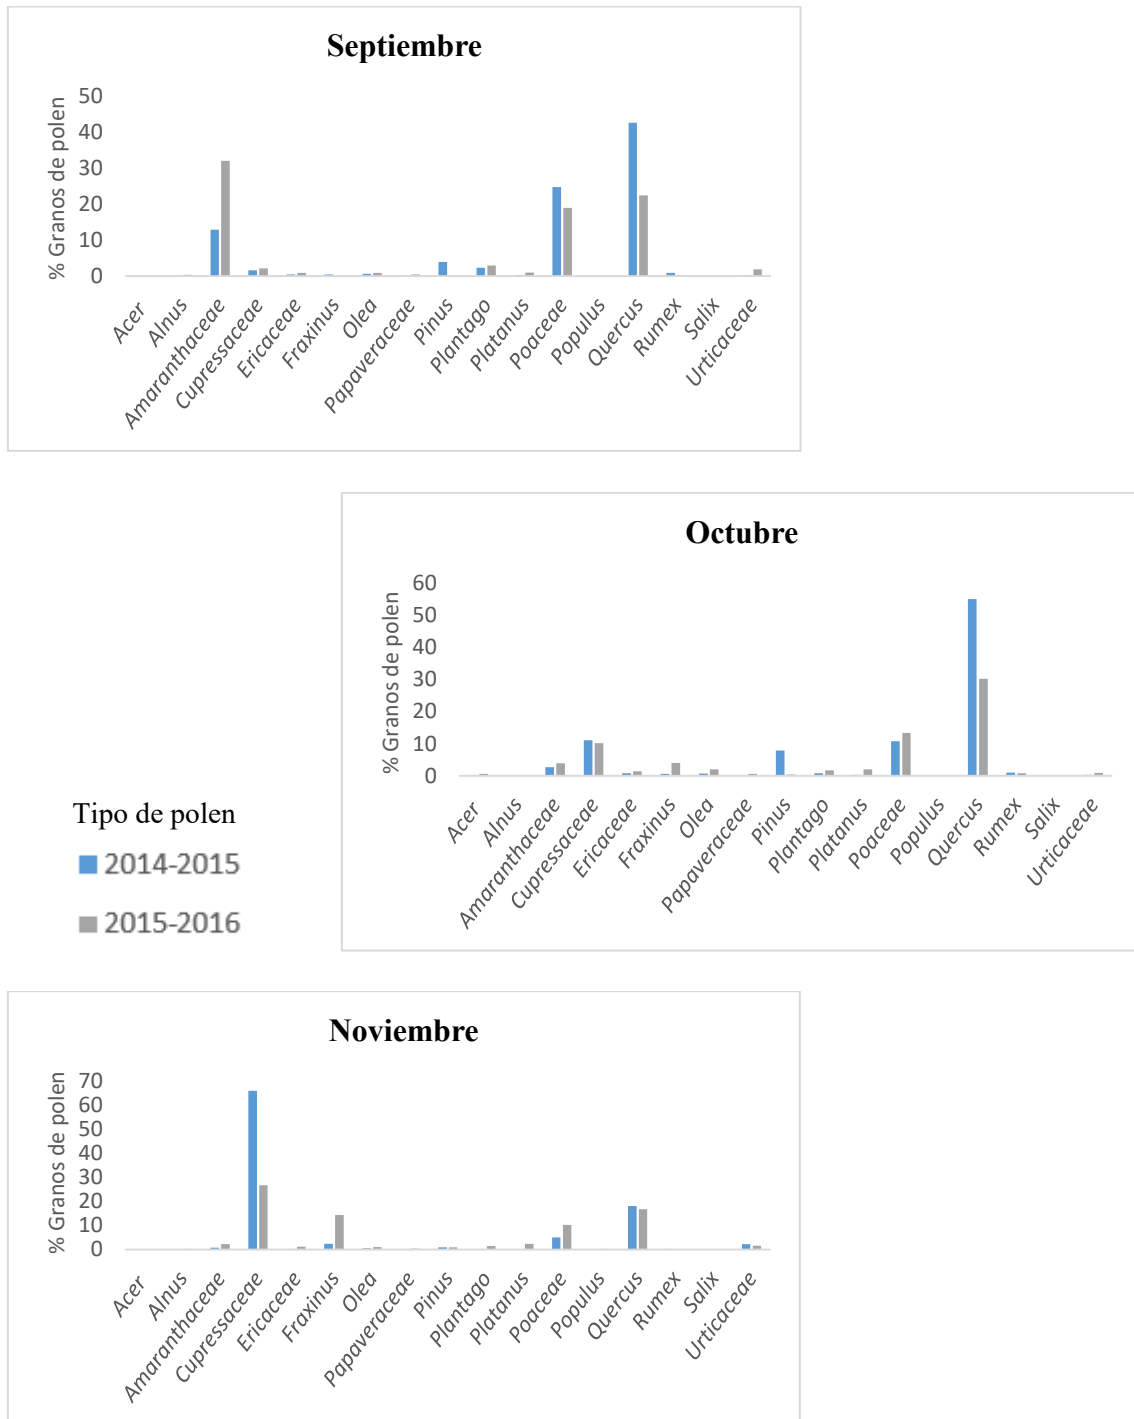 Septiembre
% Granos de polen
50
40
30
20
10
0
Acer
Alnus
Amaranthaceae
Cupressaceae
Ericaceae
Fraxinus
Olea
Papaveraceae
Pinus
Plantago
Platanus
Poaceae
Populus
Quercus
Rumex
Salix
Urticaceae
Octubre
% Granos de polen
60
50
40
30
20
10
0
Acer
Alnus
Amaranthaceae
Cupressaceae
Ericaceae
Fraxinus
Olea
Papaveraceae
Pinus
Plantago
Platanus
Poaceae
Populus
Quercus
Rumex
Salix
Urticaceae
Tipo de polen
2014-2015
2015-2016
Noviembre
% Granos de polen
70
60
50
40
30
20
10
0
Acer
Alnus
Amaranthaceae
Cupressaceae
Ericaceae
Fraxinus
Olea
Papaveraceae
Pinus
Plantago
Platanus
Poaceae
Populus
Quercus
Rumex
Salix
Urticaceae